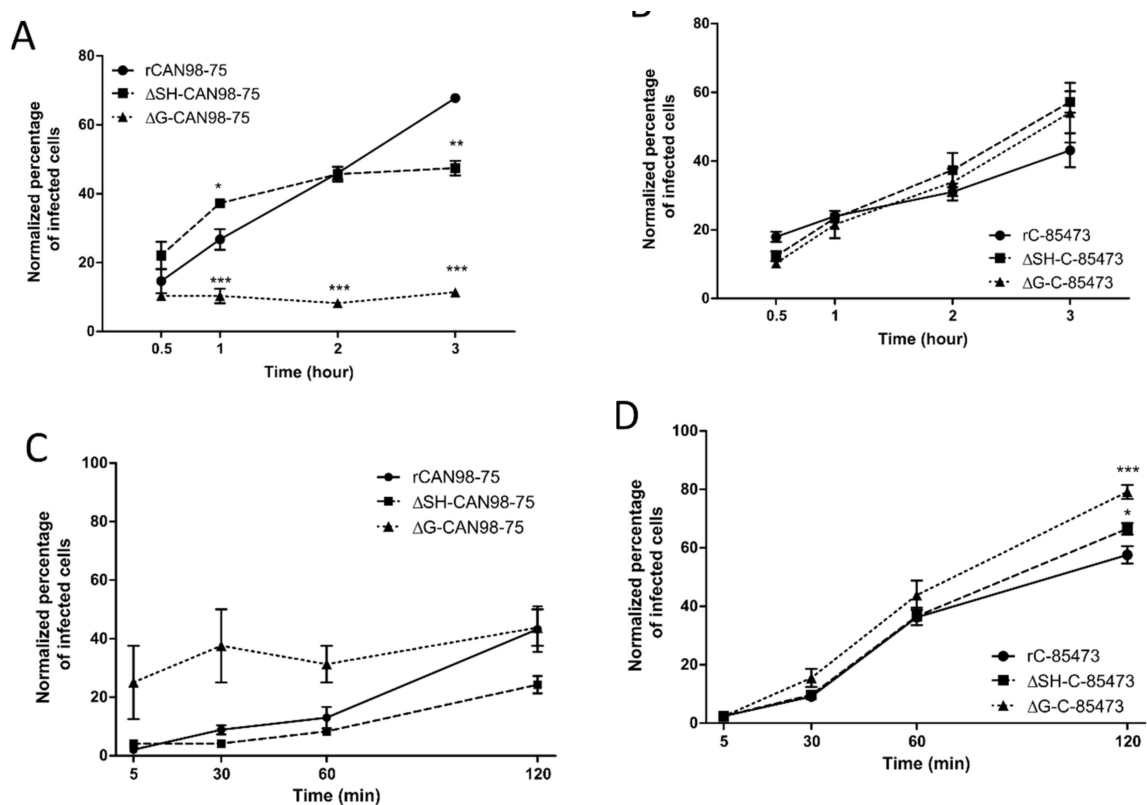 A
Normalized percentage
of infected cells
80
60
40
20
0
rCAN98-75
ΔSH-CAN98-75
ΔG-CAN98-75
*
**
***
***
***
0.5
1
2
3
Time (hour)
Normalized percentage
of infected cells
80
60
40
20
0
rC-85473
ΔSH-C-85473
ΔG-C-85473
0.5
1
2
3
Time (hour)
C
Normalized percentage
of infected cells
100
80
60
40
20
0
rCAN98-75
ΔSH-CAN98-75
ΔG-CAN98-75
5
30
60
120
Time (min)
D
Normalized percentage
of infected cells
100
80
60
40
20
0
***
*
rC-85473
ΔSH-C-85473
ΔG-C-85473
5
30
60
120
Time (min)